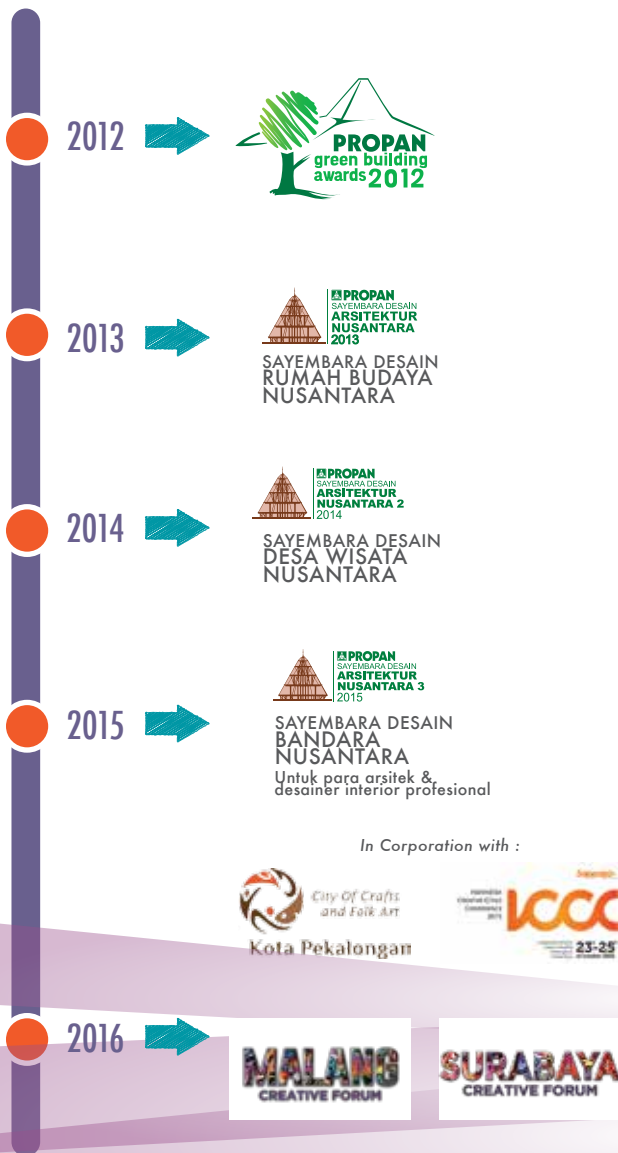 2012
PROPAN
green building
awards 2012
2013
PROPAN
SAYEMBARA DESAIN
ARSITEKTUR
NUSANTARA
2013
SAYEMBARA DESAIN
RUMAH BUDAYA
NUSANTARA
2014
PROPAN
SAYEMBARA DESAIN
ARSITEKTUR
NUSANTARA 2
2014
SAYEMBARA DESAIN
DESA WISATA
NUSANTARA
2015
PROPAN
SAYEMBARA DESAIN
ARSITEKTUR
NUSANTARA 3
2015
SAYEMBARA DESAIN
BANDARA
NUSANTARA
Untuk para arsitek &
desainer interior profesional
In Corporation with :
City Of Crafts
and Folk Art
Kota Pekalongan
ICCC
23-25
2016
MALANG
CREATIVE FORUM
SURABAYA
CREATIVE FORUM